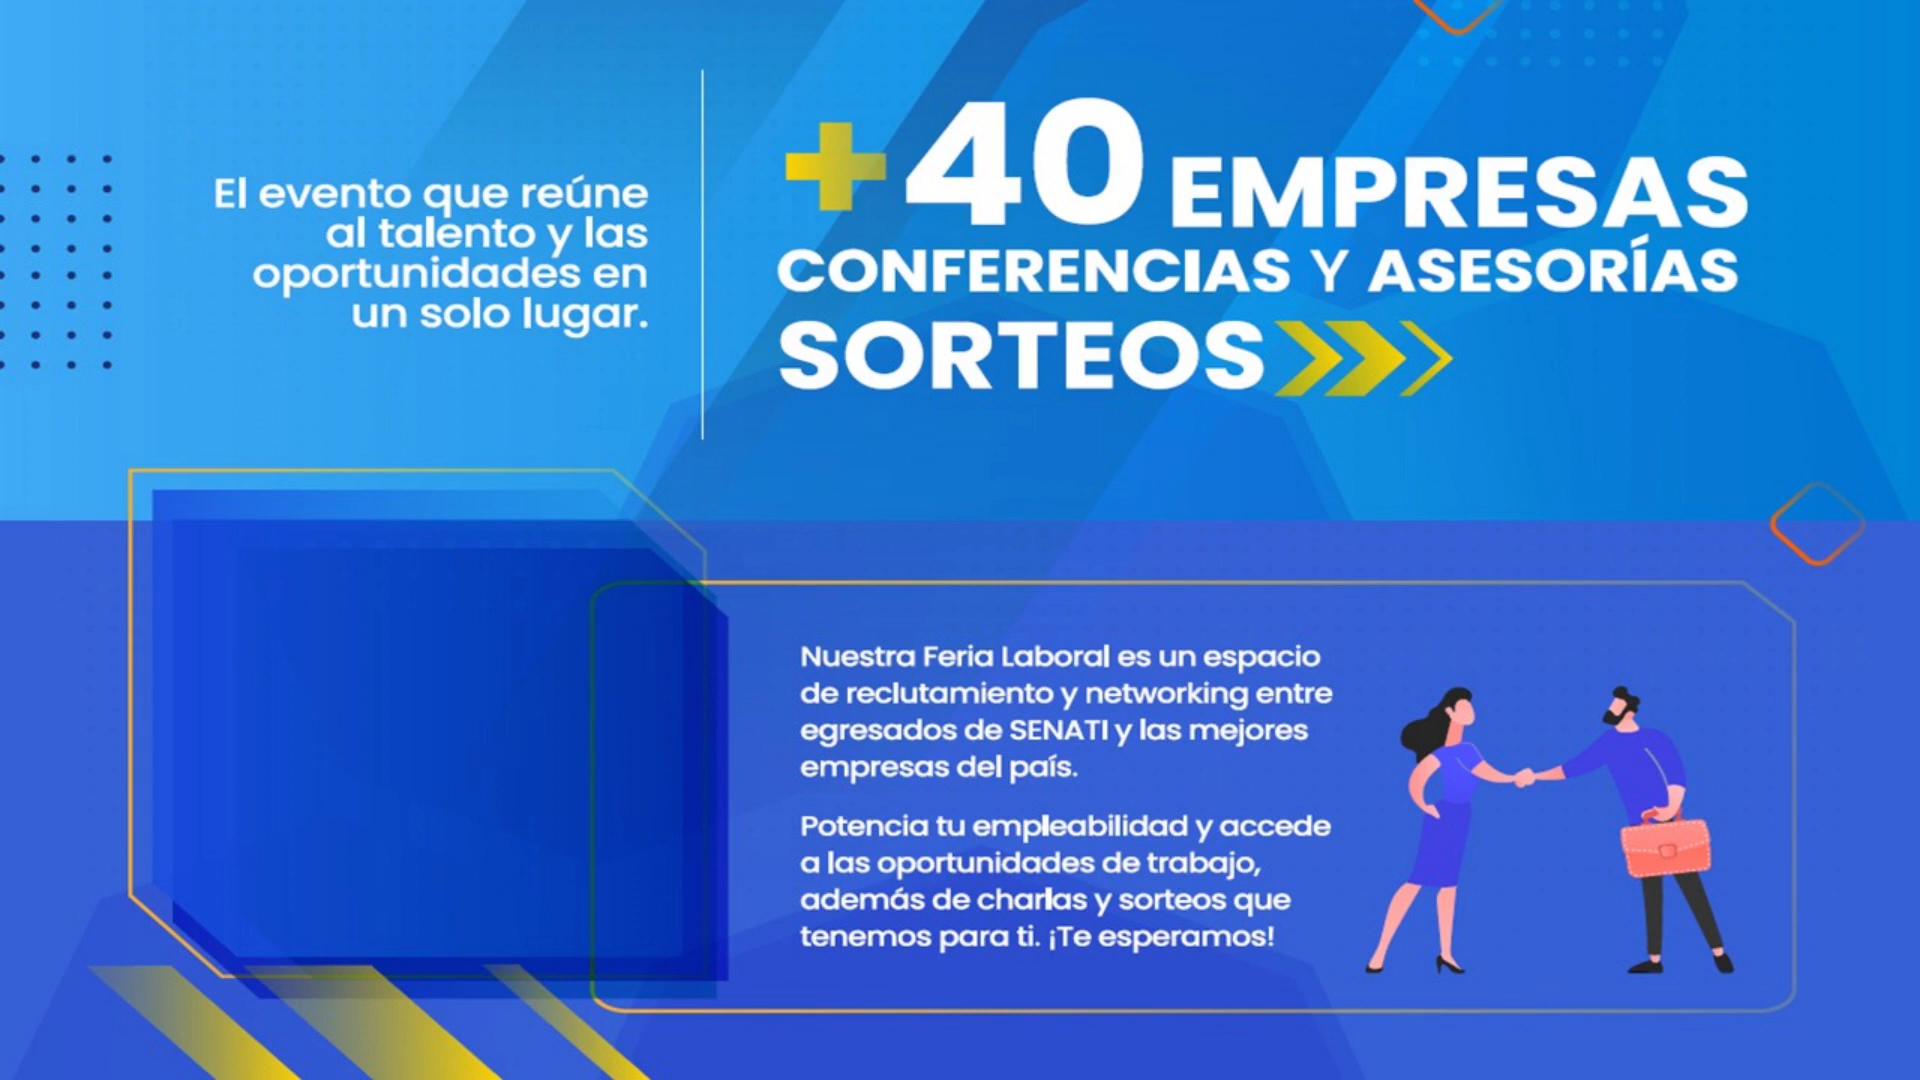 El evento que reúne
al talento y las
oportunidades en
un solo lugar.
+40 EMPRESAS
CONFERENCIAS Y ASESORÍAS
SORTEOS
Nuestra Feria Laboral es un espacio
de reclutamiento y networking entre
egresados de SENATI y las mejores
empresas del país.
Potencia tu empleabilidad y accede
a las oportunidades de trabajo,
además de charlas y sorteos que
tenemos para ti. ¡Te esperamos!